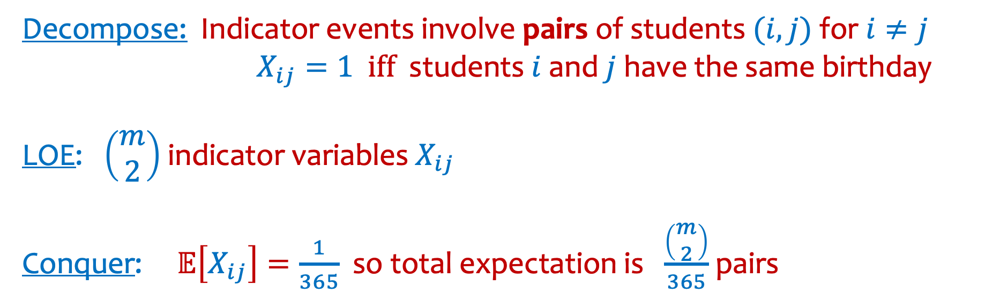 Decompose: Indicator events involve pairs of students (i, j) for i ≠ j
X_{ij} = 1 iff students i and j have the same birthday
LOE: \binom{m}{2} indicator variables X_{ij}
Conquer: 𝔼[X_{ij}] = \frac{1}{365} so total expectation is \frac{\binom{m}{2}}{365} pairs